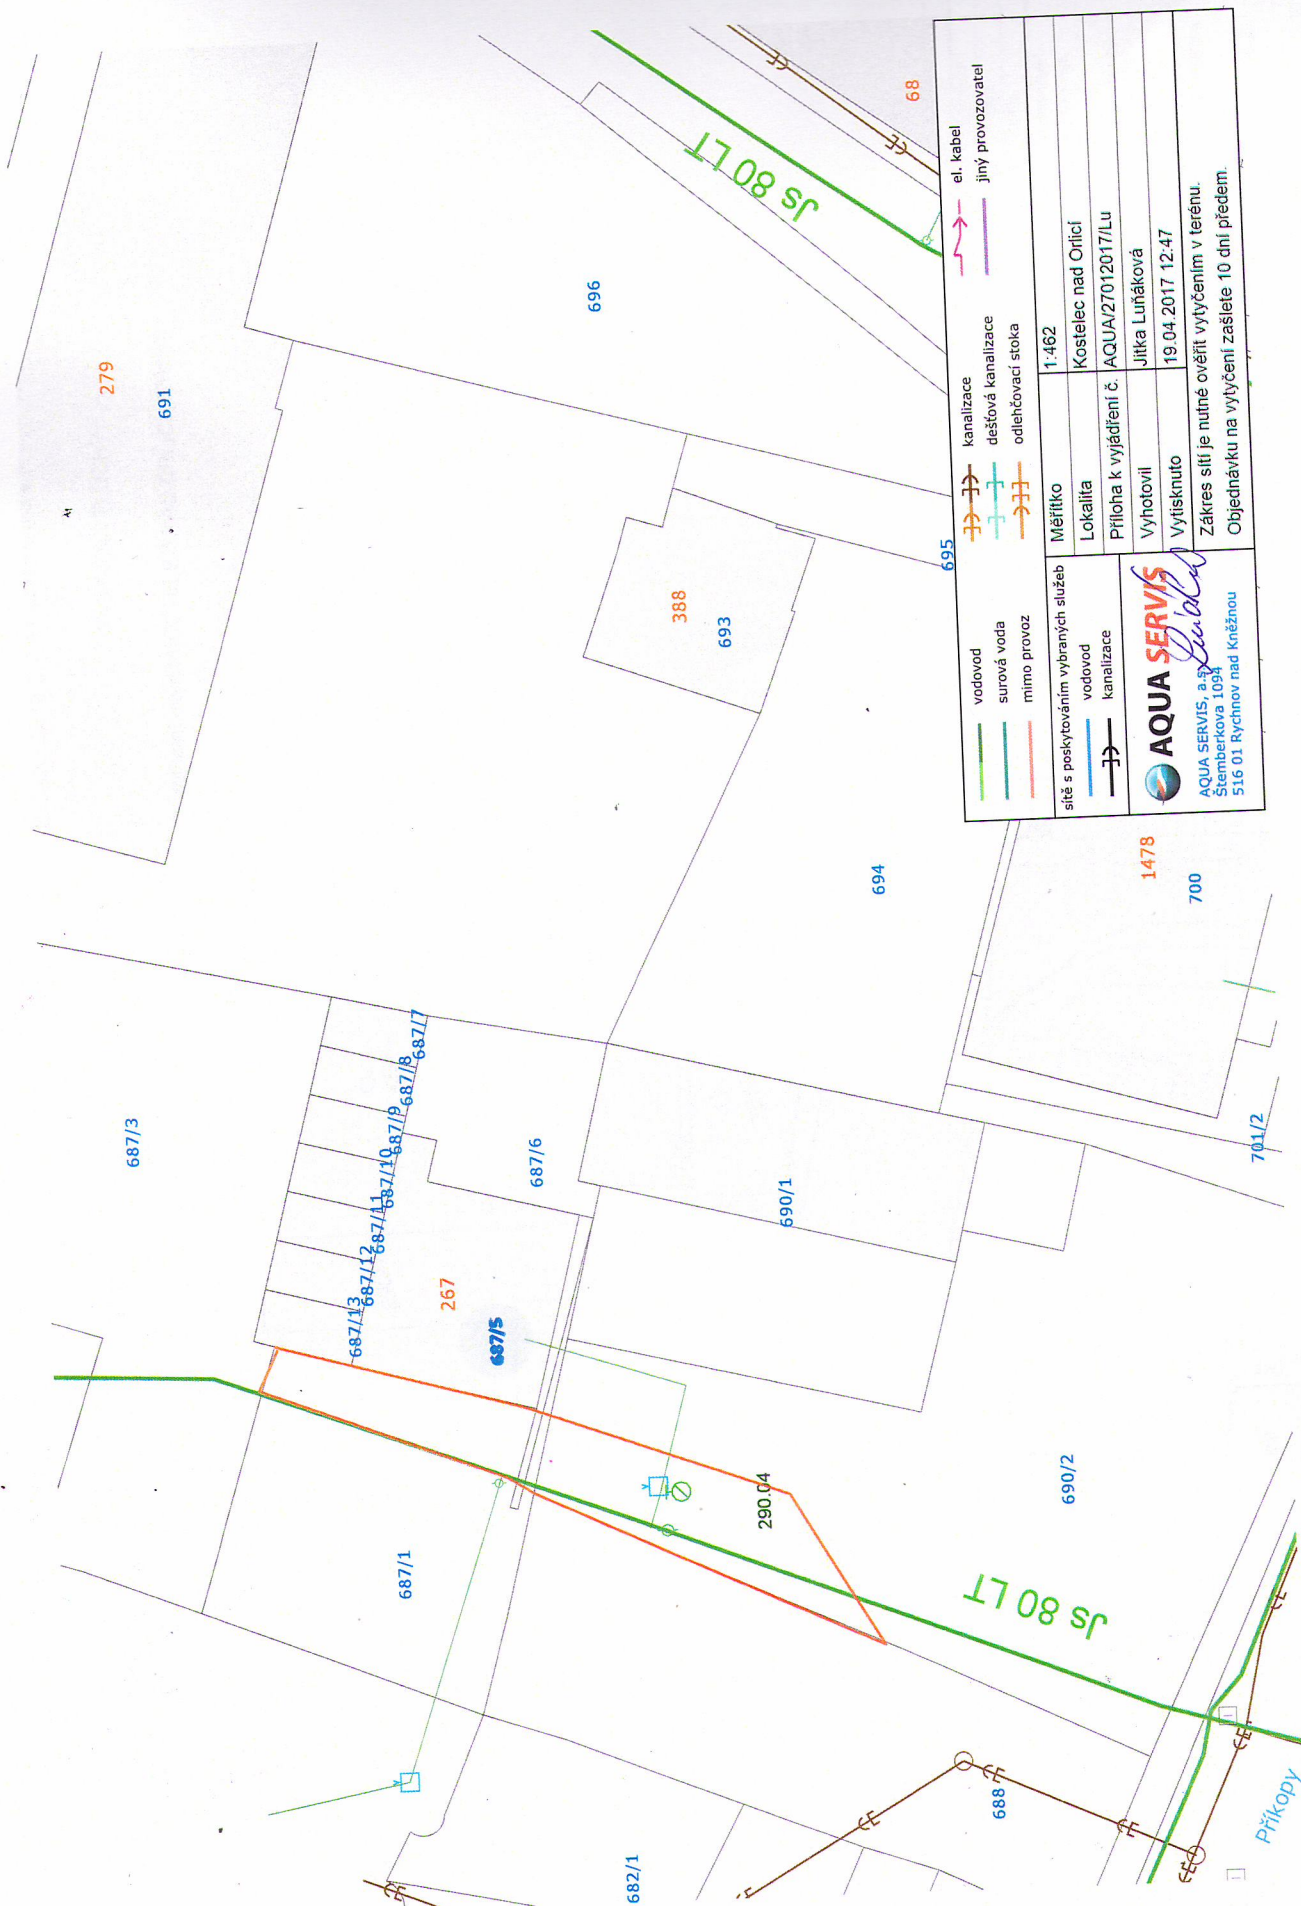 279
691
696
68
Js 80 LT
388
693
695
694
1478
700
701/2
687/3
687/7
687/8
687/9
687/10
687/11
687/12
687/13
687/6
267
687/5
690/1
690/2
687/1
290.04
Js 80 LT
682/1
688
Příkopy
vodovod
surová voda
mimo provoz
kanalizace
dešťová kanalizace
odlehčovací stoka
el. kabel
jiný provozovatel
sítě s poskytováním vybraných služeb
vodovod
kanalizace
Měřítko 1:462
Lokalita Kostelec nad Orlicí
Příloha k vyjádření č. AQUA/27012017/Lu
Vyhotovil Jitka Luňáková
Vytisknuto 19.04.2017 12:47
Zákres sítí je nutné ověřit vytyčením v terénu.
Objednávku na vytyčení zašlete 10 dní předem.
AQUA SERVIS
AQUA SERVIS, a.s.
Štemberkova 1094
516 01 Rychnov nad Kněžnou